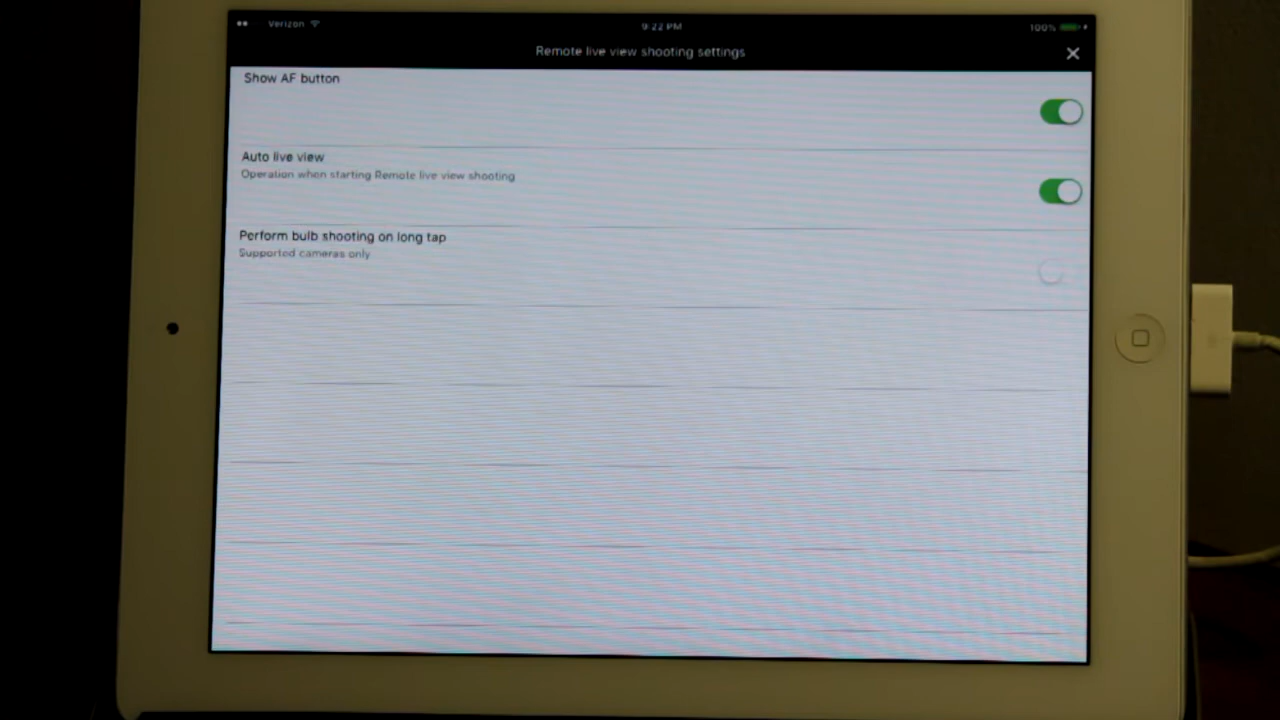 Verizon
9:22 PM
100%
Remote live view shooting settings
Show AF button
Auto live view
Operation when starting Remote live view shooting
Perform bulb shooting on long tap
Supported cameras only